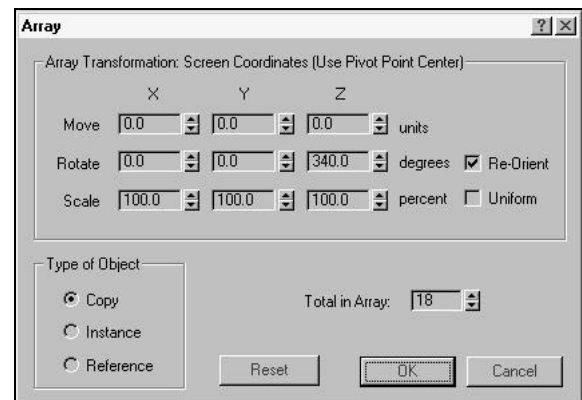 Array
Array Transformation: Screen Coordinates (Use Pivot Point Center)
X Y Z
Move 0.0 0.0 0.0 units
Rotate 0.0 0.0 340.0 degrees Re-Orient
Scale 100.0 100.0 100.0 percent Uniform
Type of Object
Copy Total in Array: 18
Instance
Reference Reset OK Cancel